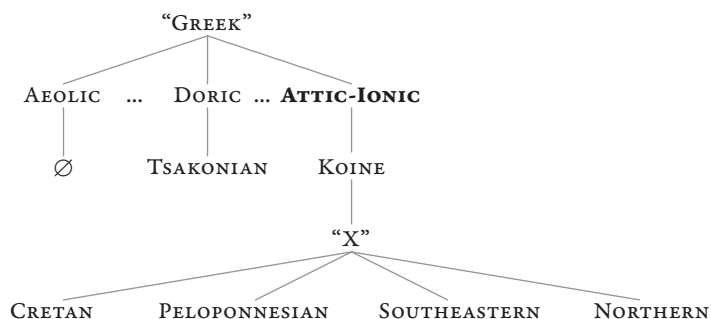 “Greek”
Aeolic ... Doric ... Attic-Ionic
∅ Tsakonian Koine
“X”
Cretan Peloponnesian Southeastern Northern